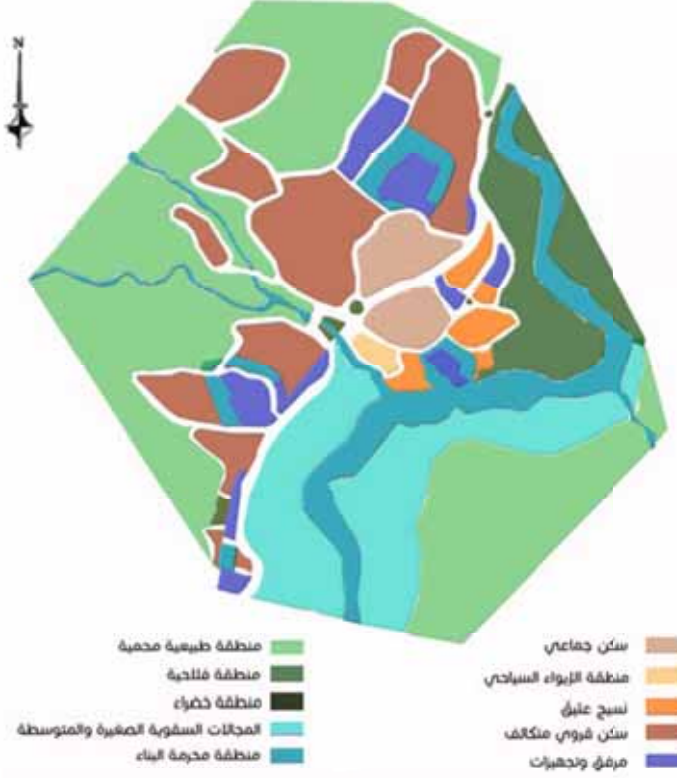 N
سكن جماعي
منطقة الإيواء السياحي
نسيج عتيق
سكن قروي متكاثف
مرفق وتجهيزات
منطقة طبيعية محمية
منطقة فلاحية
منطقة خضراء
المجالات السقوية الصغيرة والمتوسطة
منطقة محرمة البناء